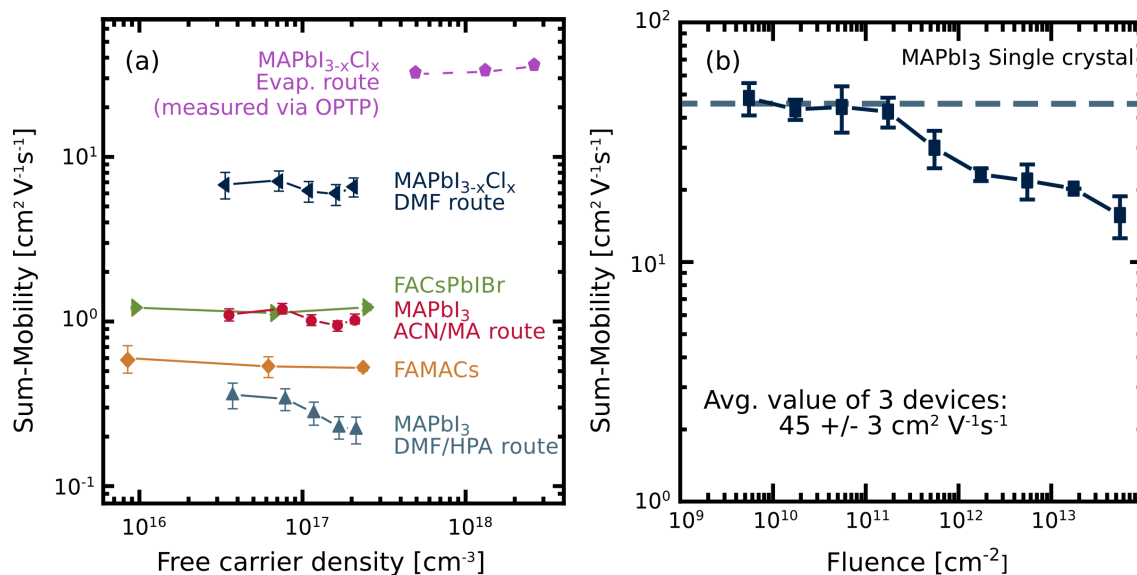 (a)
MAPbI₃₋ₓClₓ
Evap. route
(measured via OPTP)
MAPbI₃₋ₓClₓ
DMF route
FACsPbIBr
MAPbI₃
ACN/MA route
FAMACs
MAPbI₃
DMF/HPA route
Sum-Mobility [cm² V⁻¹s⁻¹]
10¹
10⁰
10⁻¹
10¹⁶ 10¹⁷ 10¹⁸
Free carrier density [cm⁻³]
(b)
MAPbI₃ Single crystal
Avg. value of 3 devices:
45 +/- 3 cm² V⁻¹s⁻¹
Sum-Mobility [cm² V⁻¹s⁻¹]
10²
10¹
10⁰
10⁹ 10¹⁰ 10¹¹ 10¹² 10¹³
Fluence [cm⁻²]